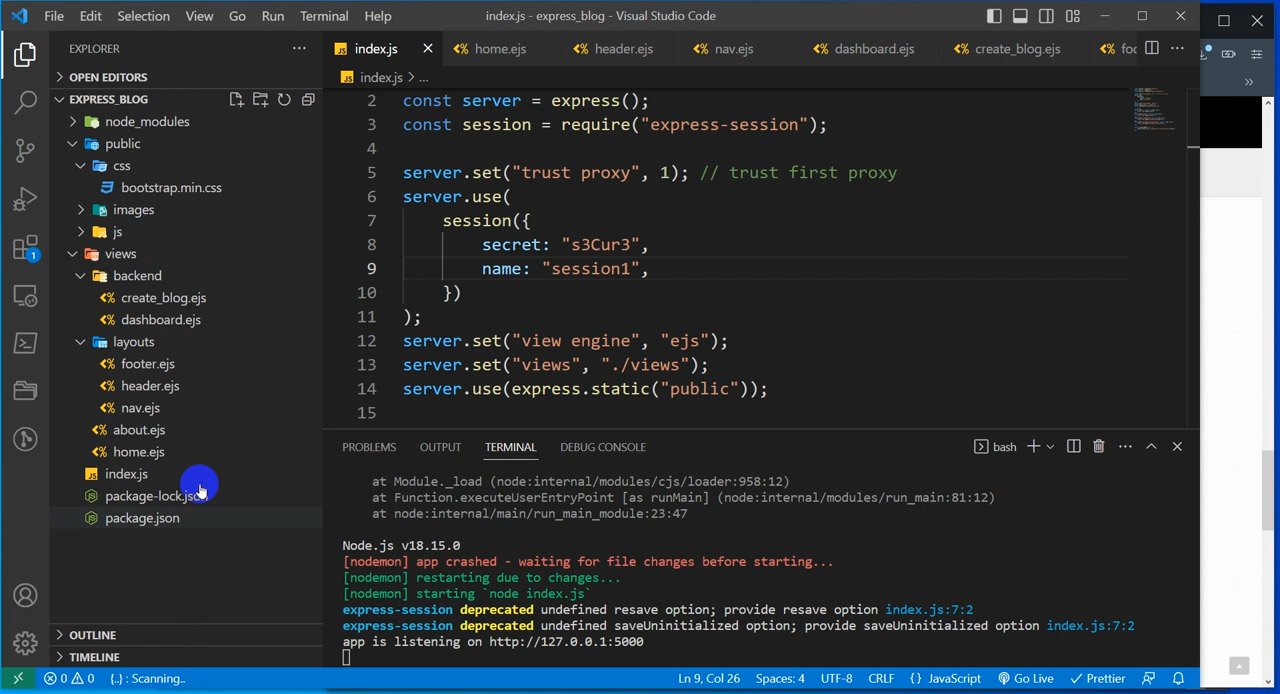 File Edit Selection View Go Run Terminal Help index.js - express_blog - Visual Studio Code
EXPLORER
OPEN EDITORS
EXPRESS_BLOG
node_modules
public
css
bootstrap.min.css
images
js
views
backend
create_blog.ejs
dashboard.ejs
layouts
footer.ejs
header.ejs
nav.ejs
about.ejs
home.ejs
index.js
package-lock.json
package.json
OUTLINE
TIMELINE
1
index.js home.ejs header.ejs nav.ejs dashboard.ejs create_blog.ejs
index.js > ...
2 const server = express();
3 const session = require("express-session");
4
5 server.set("trust proxy", 1); // trust first proxy
6 server.use(
7 session({
8 secret: "s3Cur3",
9 name: "session1",
10 })
11 );
12 server.set("view engine", "ejs");
13 server.set("views", "./views");
14 server.use(express.static("public"));
15
PROBLEMS OUTPUT TERMINAL DEBUG CONSOLE bash
at Module._load (node:internal/modules/cjs/loader:958:12)
at Function.executeUserEntryPoint [as runMain] (node:internal/modules/run_main:81:12)
at node:internal/main/run_main_module:23:47
Node.js v18.15.0
[nodemon] app crashed - waiting for file changes before starting...
[nodemon] restarting due to changes...
[nodemon] starting `node index.js`
express-session deprecated undefined resave option; provide resave option index.js:7:2
express-session deprecated undefined saveUninitialized option; provide saveUninitialized option index.js:7:2
app is listening on http://127.0.0.1:5000
0 0 {..} : Scanning.. Ln 9, Col 26 Spaces: 4 UTF-8 CRLF {} JavaScript Go Live Prettier